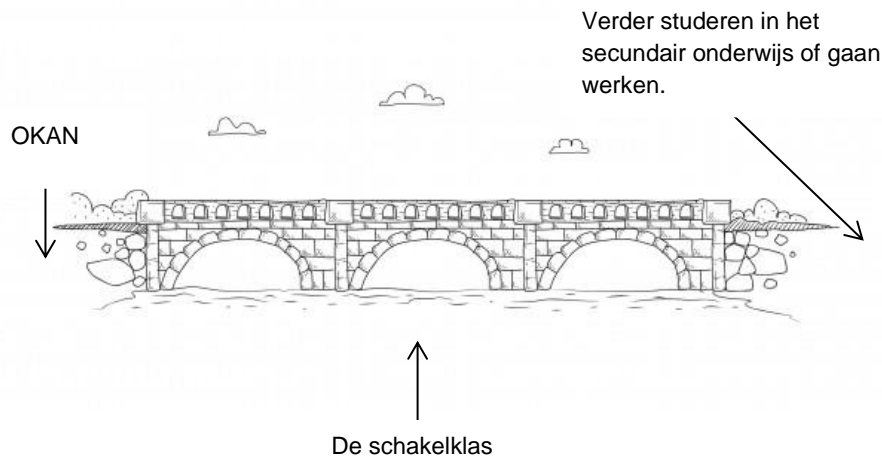 Verder studeren in het
secundair onderwijs of gaan
werken.
OKAN
De schakelklas